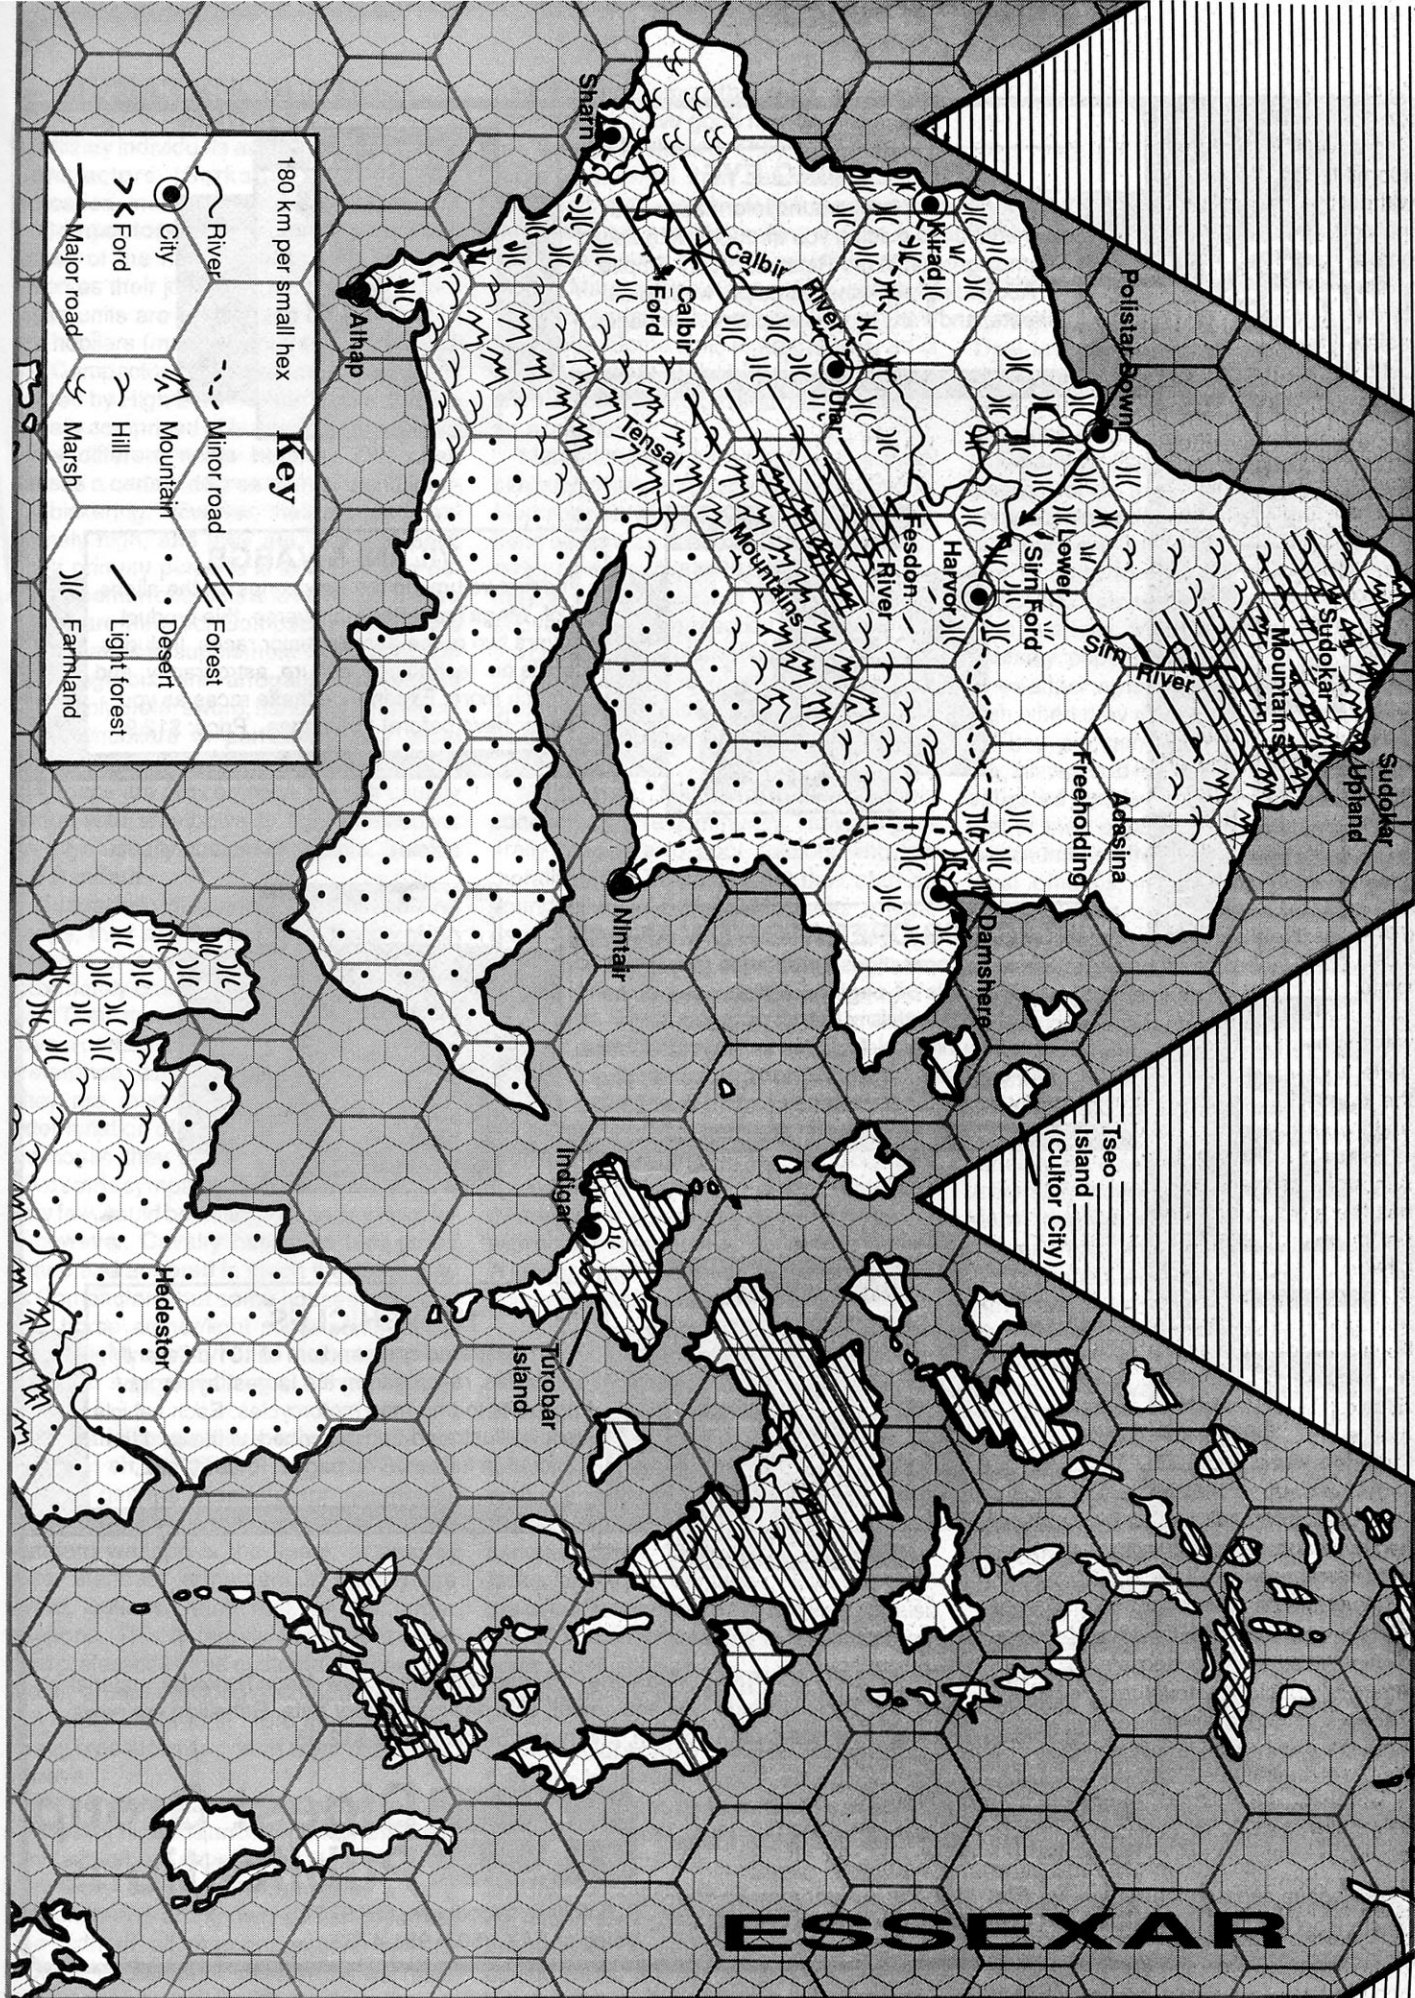 ESSEXAR
Sudokar
Upland
Sudokar
Mountains
Polistar Down
Lower
Sirn Ford
Sirn
River
Adasina
Freeholding
Kirad
Harvor
Damshere
Fesdon
River
Calbir
River
Ular
Calbir
Ford
Sharn
Tensal
Mountains
Nintair
Alhap
Tseo
Island
(Cultor City)
Indigar
Turobar
Island
Hedestor
Key
180 km per small hex
River
Minor road
Forest
City
Mountain
Desert
Ford
Hill
Light forest
Major road
Marsh
Farmland